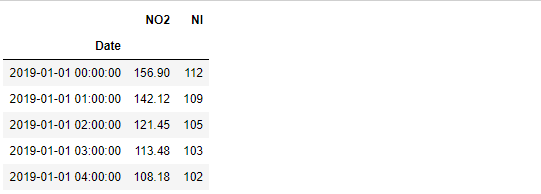 NO2 NI
Date
2019-01-01 00:00:00 156.90 112
2019-01-01 01:00:00 142.12 109
2019-01-01 02:00:00 121.45 105
2019-01-01 03:00:00 113.48 103
2019-01-01 04:00:00 108.18 102